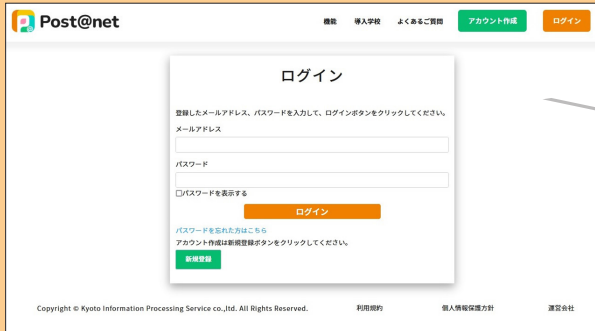 Post@net
機能 導入学校 よくあるご質問 アカウント作成 ログイン
ログイン
登録したメールアドレス、パスワードを入力して、ログインボタンをクリックしてください。
メールアドレス
パスワード
パスワードを表示する
ログイン
パスワードを忘れた方はこちら
アカウント作成は新規登録ボタンをクリックしてください。
新規登録
Copyright © Kyoto Information Processing Service co.,ltd. All Rights Reserved. 利用規約 個人情報保護方針 運営会社